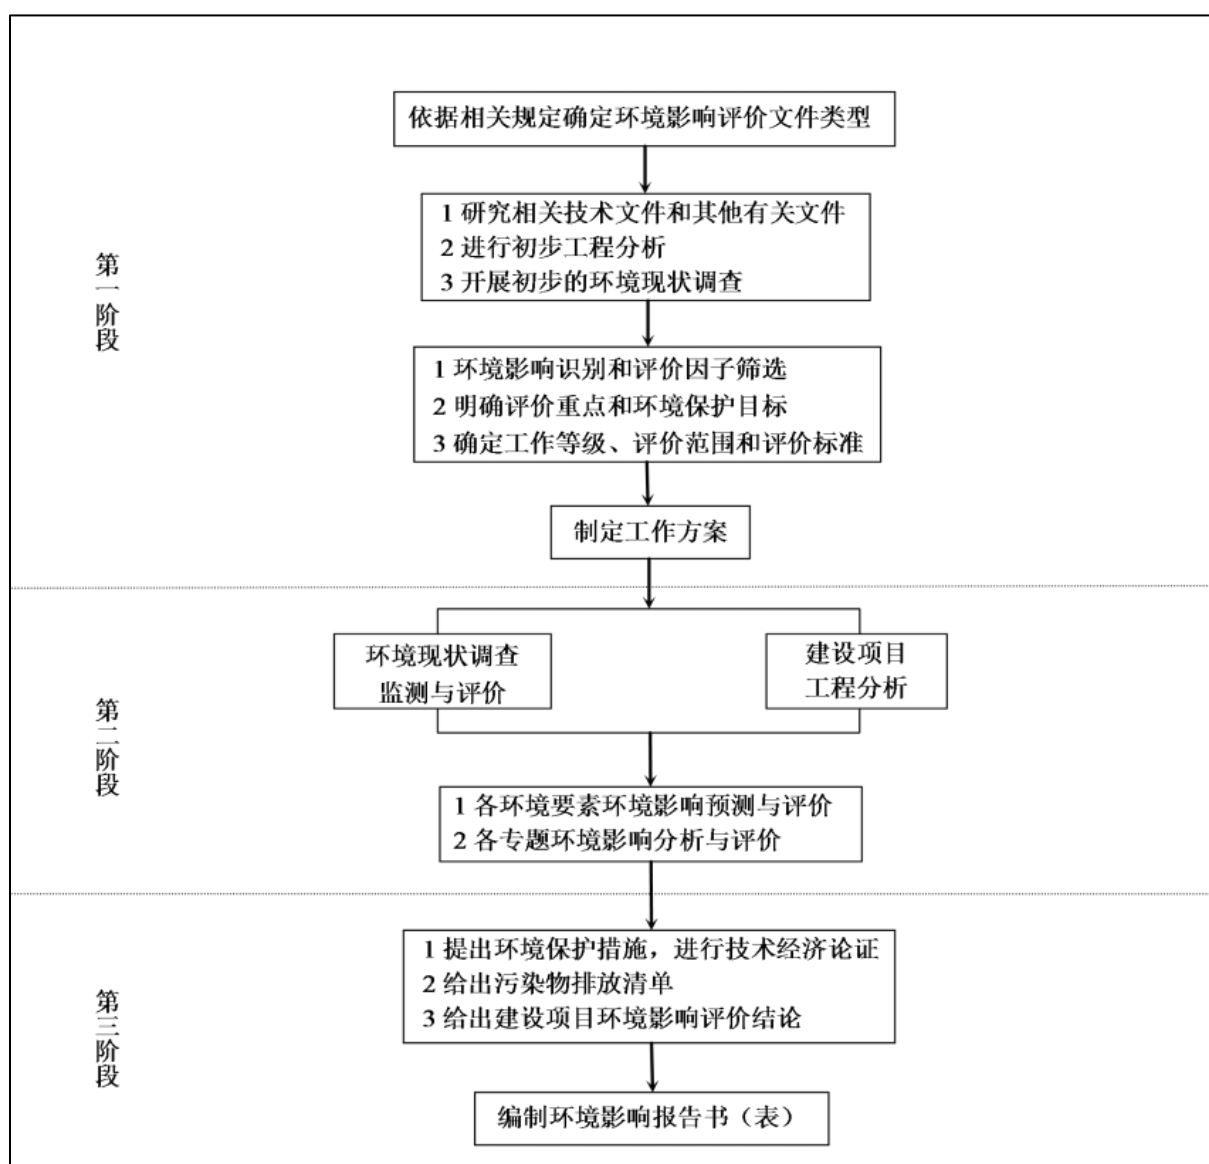 依据相关规定确定环境影响评价文件类型
1 研究相关技术文件和其他有关文件
2 进行初步工程分析
3 开展初步的环境现状调查
第一阶段
1 环境影响识别和评价因子筛选
2 明确评价重点和环境保护目标
3 确定工作等级、评价范围和评价标准
制定工作方案
环境现状调查
监测与评价
建设项目
工程分析
第二阶段
1 各环境要素环境影响预测与评价
2 各专题环境影响分析与评价
1 提出环境保护措施，进行技术经济论证
2 给出污染物排放清单
3 给出建设项目环境影响评价结论
第三阶段
编制环境影响报告书（表）